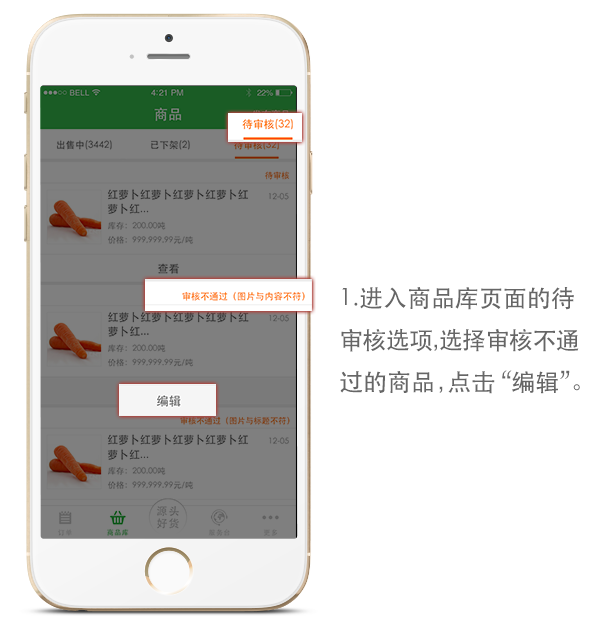 BELL
4:21 PM
22%
商品
待审核(32)
出售中(3442)
已下架(2)
待审核(32)
待审核
红萝卜红萝卜红萝卜红萝卜红
萝卜红...
12-05
库存：200.00吨
价格：999,999.99元/吨
查看
审核不通过（图片与内容不符）
红萝卜红萝卜红萝卜红萝卜红
萝卜红...
12-05
库存：200.00吨
价格：999,999.99元/吨
编辑
审核不通过（图片与标题不符）
红萝卜红萝卜红萝卜红萝卜红
萝卜红...
12-05
库存：200.00吨
价格：999,999.99元/吨
订单
商品库
源头
好货
更多
1.进入商品库页面的待
审核选项,选择审核不通
过的商品,点击“编辑”。